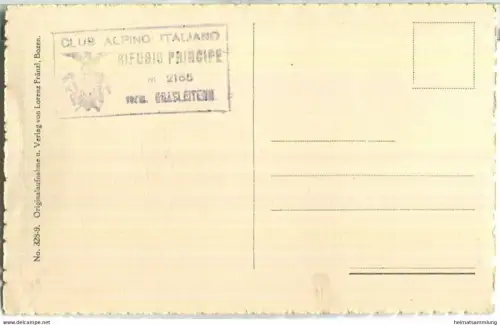 CLUB ALPINO ITALIANO
RIFUGIO PRINCIPE
m 2165
GRASLEITEN
No. 325-9. Originalaufnahme u. Verlag von Lorenz Fränzl, Bozen.
© heimatsammlung.de